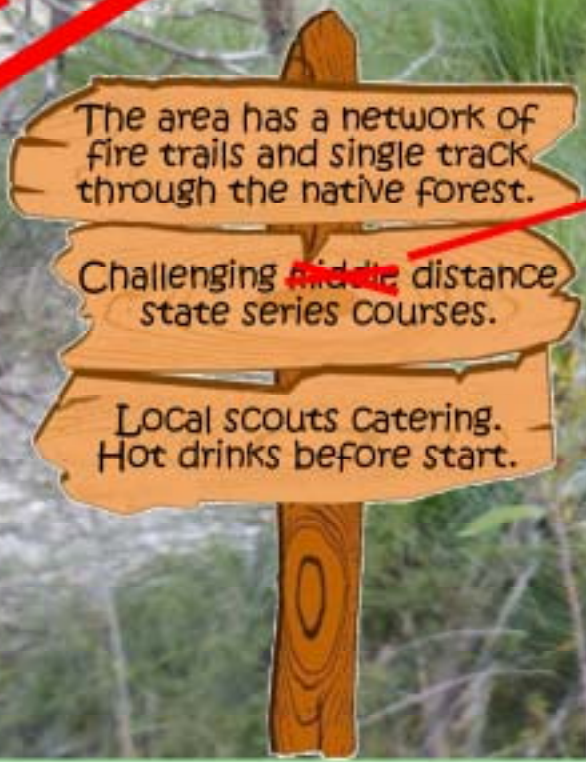 The area has a network of
fire trails and single track
through the native forest.
Challenging middle distance
state series courses.
Local scouts catering.
Hot drinks before start.